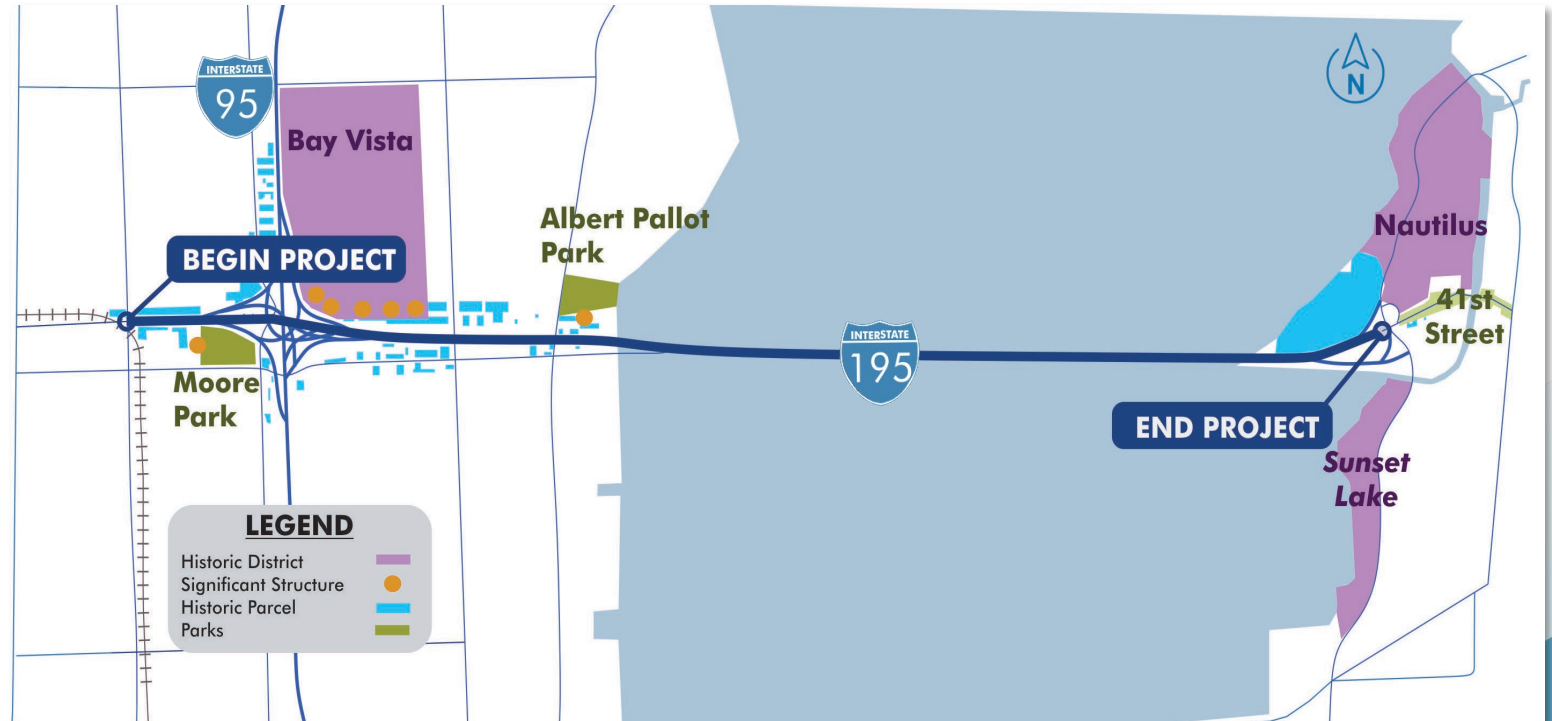 INTERSTATE
95
N
Bay Vista
Albert Pallot
Park
Nautilus
BEGIN PROJECT
41st
Street
INTERSTATE
195
Moore
Park
END PROJECT
Sunset
Lake
LEGEND
Historic District
Significant Structure
Historic Parcel
Parks